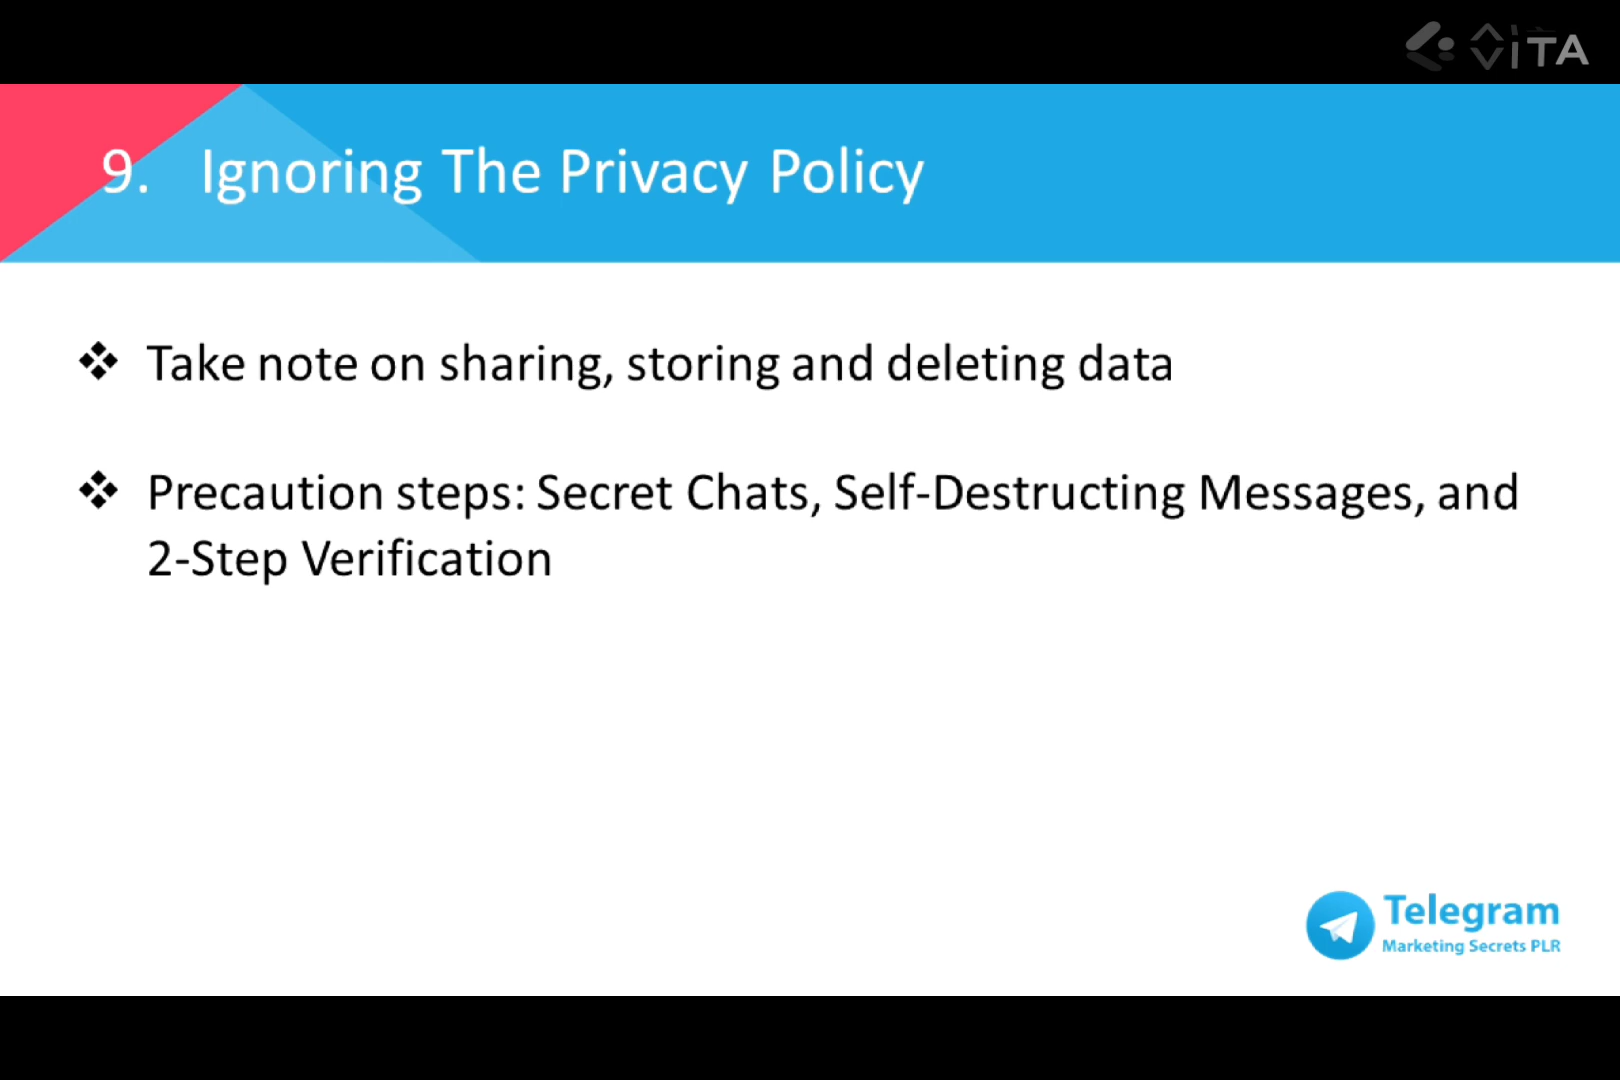 VITA
9. Ignoring The Privacy Policy
❖ Take note on sharing, storing and deleting data
❖ Precaution steps: Secret Chats, Self-Destructing Messages, and
2-Step Verification
Telegram
Marketing Secrets PLR